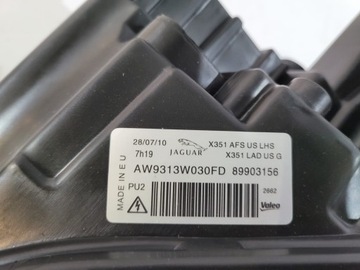 28/07/10
7h19
JAGUAR
X351 AFS US LHS
X351 LAD US G
AW9313W030FD 89903156
MADE IN EU
PU2
2662
Valeo